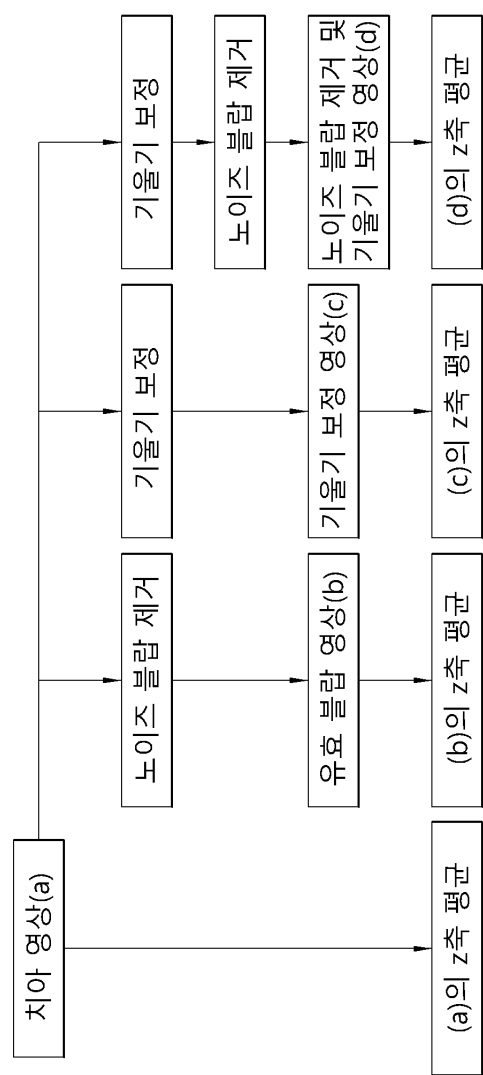 치아 영상(a)
노이즈 블랍 제거
기울기 보정
기울기 보정
노이즈 블랍 제거
유효 블랍 영상(b)
기울기 보정 영상(c)
노이즈 블랍 제거 및
기울기 보정 영상(d)
(a)의 z축 평균
(b)의 z축 평균
(c)의 z축 평균
(d)의 z축 평균